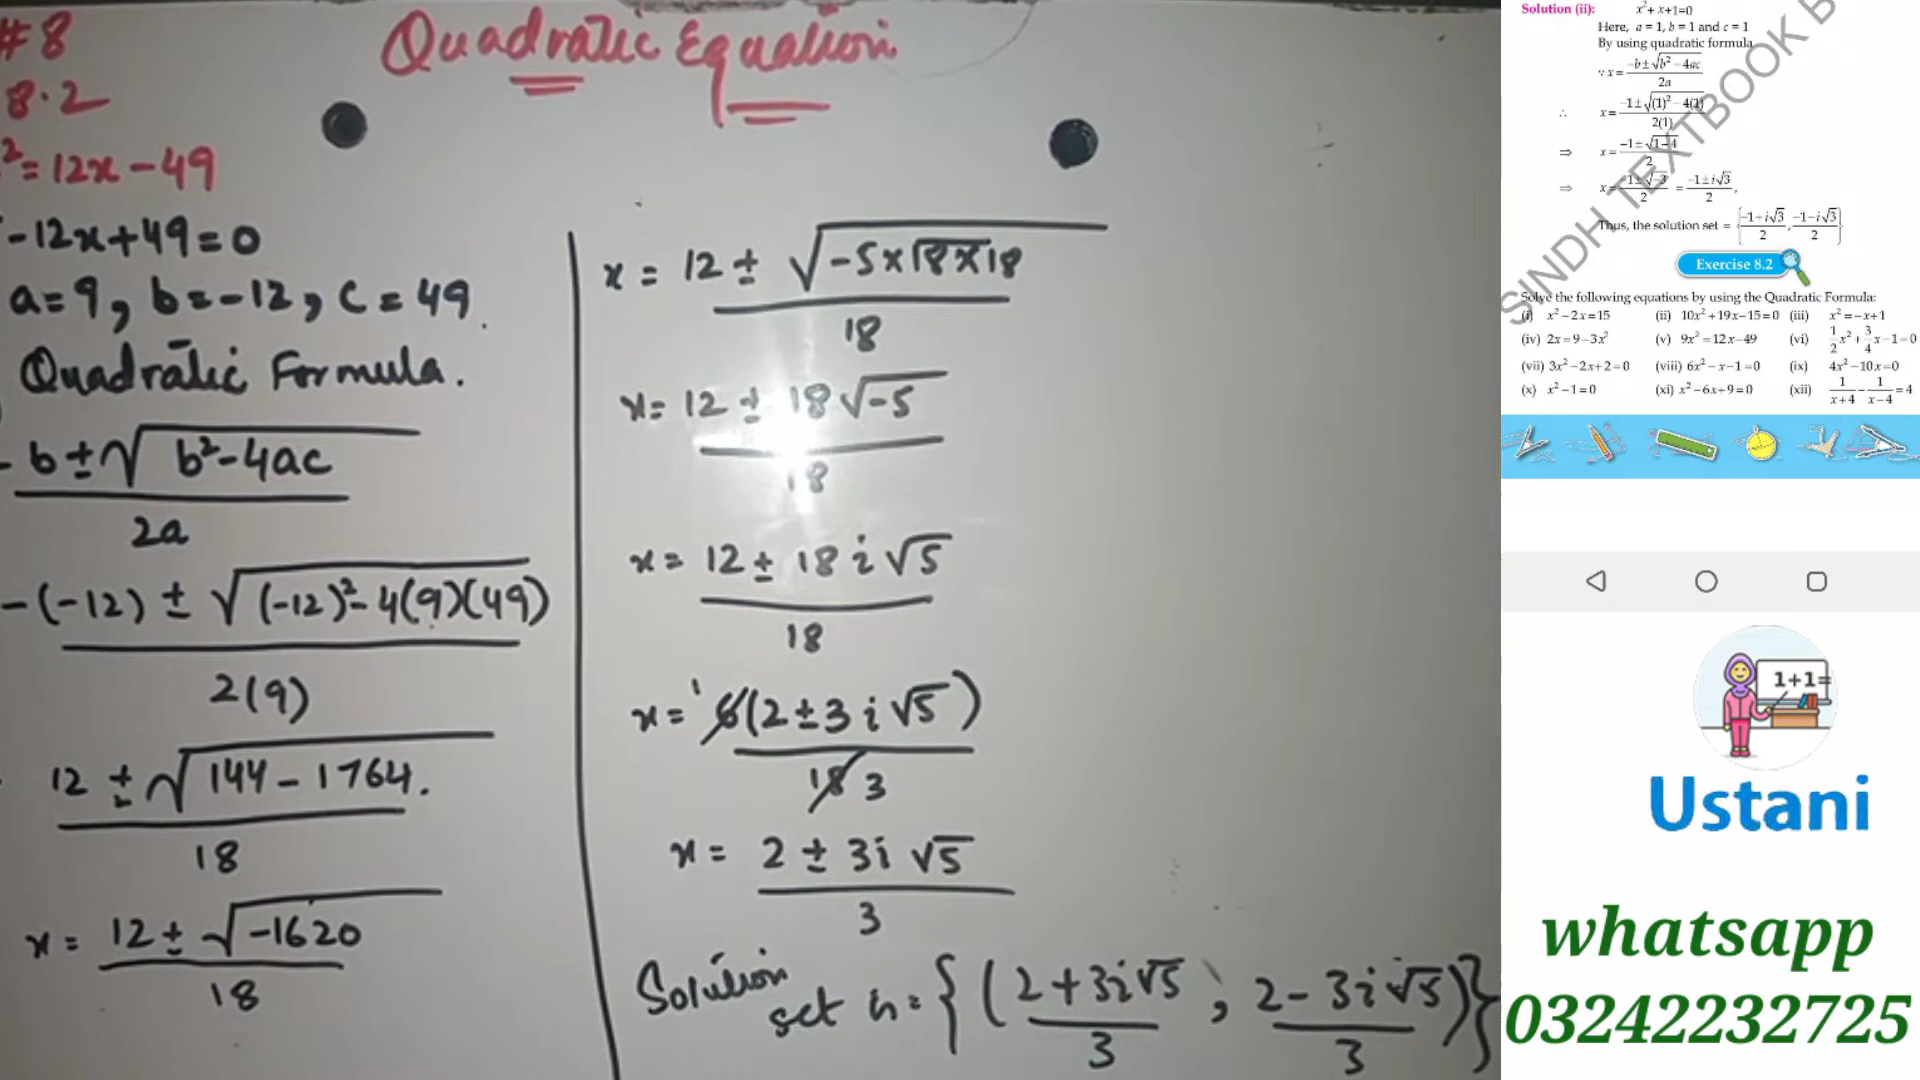 #8
8.2
Quadratic Equation
²=12x-49
-12x+49=0
a=9, b=-12, c=49.
Quadratic Formula.
-b±√b²-4ac
2a
-(-12) ± √(-12)²-4(9)(49)
2(9)
12 ± √144-1764.
18
x = 12 ± √-1620
18
x = 12 ± √-5×18×18
18
x= 12 ± 18√-5
18
x= 12 ± 18 i √5
18
x= ¹6(2±3 i √5)
18 3
x= 2 ± 3i √5
3
Solution
set = {(2+3i√5 , 2-3i√5)}
3 3
Solution (ii): x²+x+1=0
Here, a = 1, b = 1 and c = 1
By using quadratic formula
∵ x = -b±√b²-4ac
2a
∴ x = -1±√(1)²-4(1)
2(1)
⇒ x = -1±√1-4
2
⇒ x = -1±√-3 = -1±i√3,
2 2
Thus, the solution set = {-1+i√3, -1-i√3}
2 2
Exercise 8.2
Solve the following equations by using the Quadratic Formula:
(i) x²-2x=15 (ii) 10x²+19x-15=0 (iii) x²=-x+1
(iv) 2x=9-3x² (v) 9x²=12x-49 (vi) 1/2x²+3/4x-1=0
(vii) 3x²-2x+2=0 (viii) 6x²-x-1=0 (ix) 4x²-10x=0
(x) x²-1=0 (xi) x²-6x+9=0 (xii) 1/x+4 - 1/x-4 =4
SINDH TEXTBOOK B
1+1=
Ustani
whatsapp
03242232725